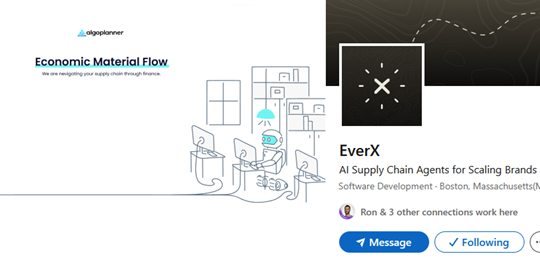 algoplanner
Economic Material Flow
We are nevigating your supply chain through finance.
EverX
AI Supply Chain Agents for Scaling Brands
Software Development · Boston, Massachusetts(M
Ron & 3 other connections work here
Message
Following